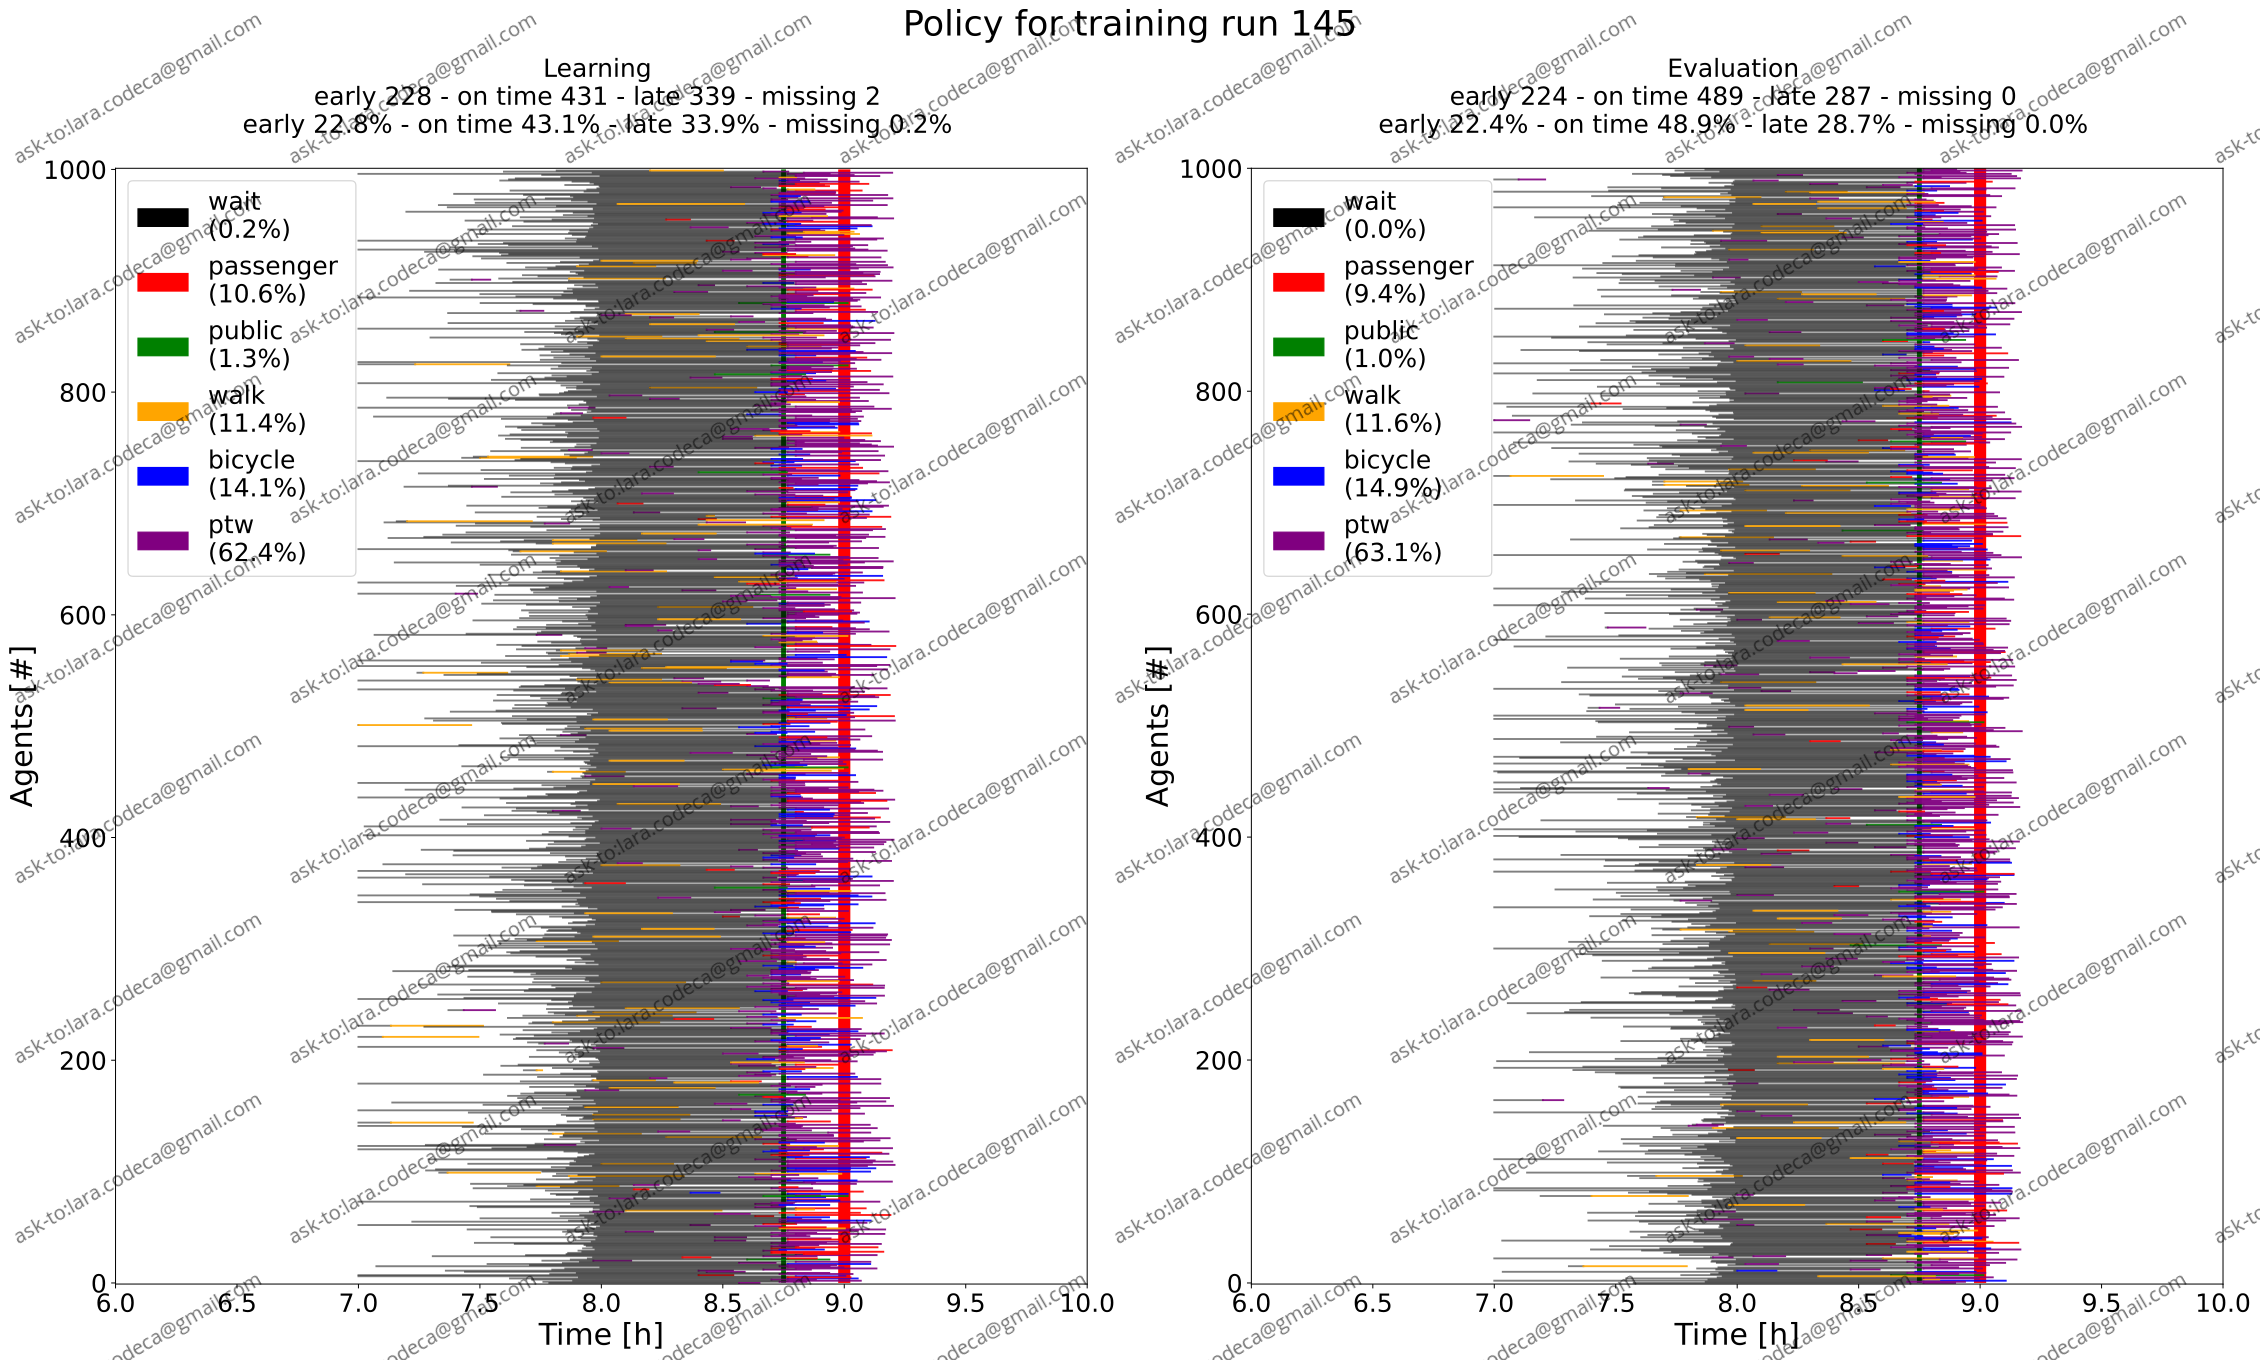 Policy for training run 145
Learning
early 228 - on time 431 - late 339 - missing 2
early 22.8% - on time 43.1% - late 33.9% - missing 0.2%
Evaluation
early 224 - on time 489 - late 287 - missing 0
early 22.4% - on time 48.9% - late 28.7% - missing 0.0%
wait
(0.2%)
passenger
(10.6%)
public
(1.3%)
walk
(11.4%)
bicycle
(14.1%)
ptw
(62.4%)
1000
800
600
400
200
0
Agents [#]
6.0 6.5 7.0 7.5 8.0 8.5 9.0 9.5 10.0
Time [h]
wait
(0.0%)
passenger
(9.4%)
public
(1.0%)
walk
(11.6%)
bicycle
(14.9%)
ptw
(63.1%)
1000
800
600
400
200
0
Agents [#]
6.0 6.5 7.0 7.5 8.0 8.5 9.0 9.5 10.0
Time [h]
ask-to:lara.codeca@gmail.com